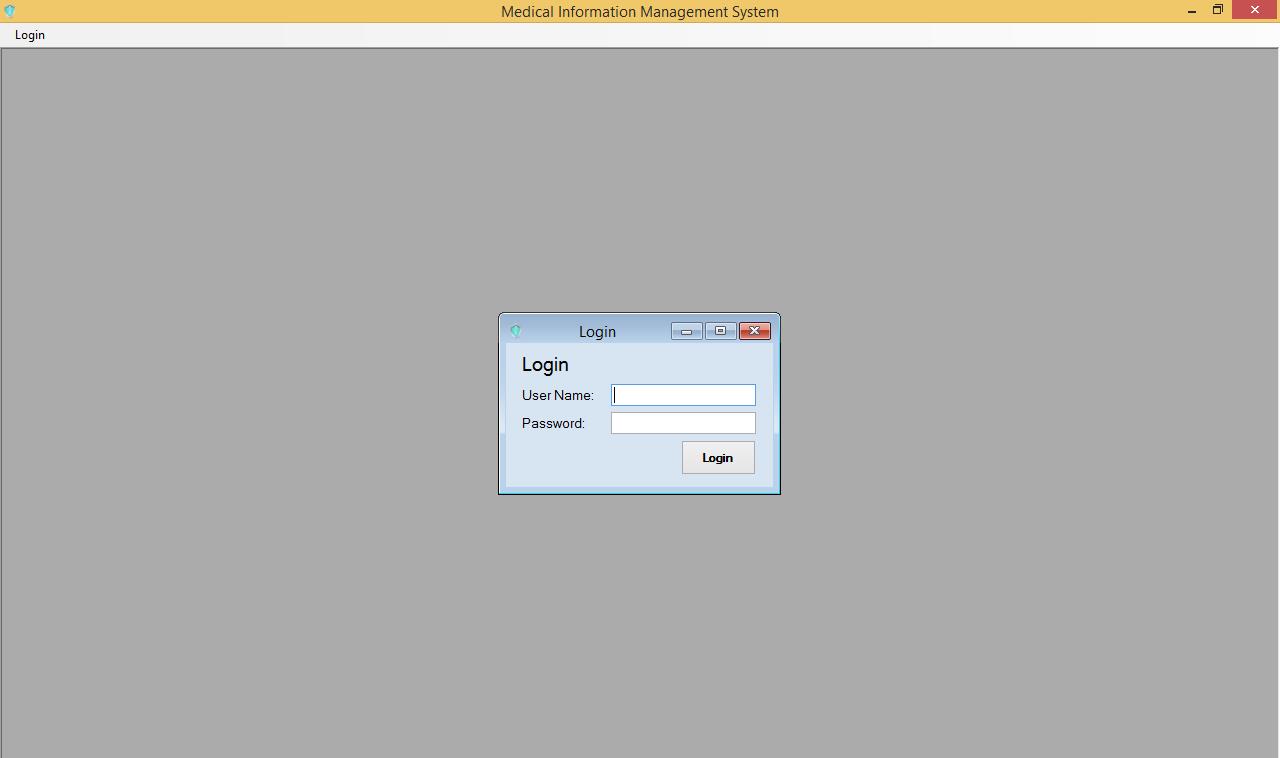 Medical Information Management System
Login
Login
Login
User Name:
Password:
Login